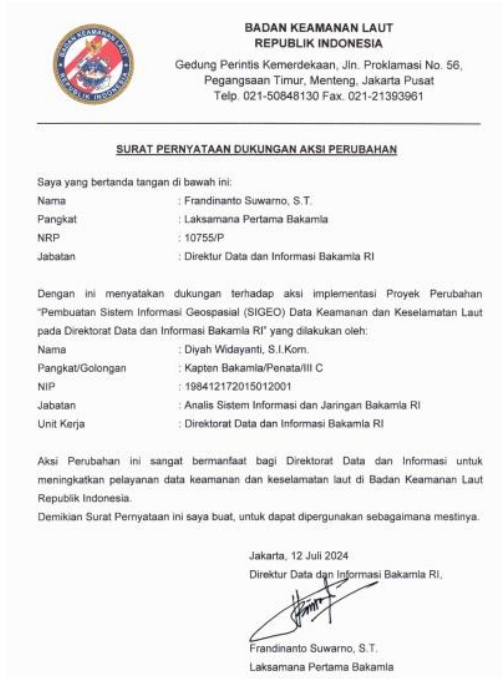 BADAN KEAMANAN LAUT
REPUBLIK INDONESIA
BADAN KEAMANAN LAUT
REPUBLIK INDONESIA
Gedung Perintis Kemerdekaan, Jln. Proklamasi No. 56,
Pegangsaan Timur, Menteng, Jakarta Pusat
Telp. 021-50848130 Fax. 021-21393961
SURAT PERNYATAAN DUKUNGAN AKSI PERUBAHAN
Saya yang bertanda tangan di bawah ini:
Nama : Frandinanto Suwarno, S.T.
Pangkat : Laksamana Pertama Bakamla
NRP : 10755/P
Jabatan : Direktur Data dan Informasi Bakamla RI
Dengan ini menyatakan dukungan terhadap aksi implementasi Proyek Perubahan
"Pembuatan Sistem Informasi Geospasial (SIGEO) Data Keamanan dan Keselamatan Laut
pada Direktorat Data dan Informasi Bakamla RI" yang dilakukan oleh:
Nama : Diyah Widayanti, S.I.Kom.
Pangkat/Golongan : Kapten Bakamla/Penata/III C
NIP : 198412172015012001
Jabatan : Analis Sistem Informasi dan Jaringan Bakamla RI
Unit Kerja : Direktorat Data dan Informasi Bakamla RI
Aksi Perubahan ini sangat bermanfaat bagi Direktorat Data dan Informasi untuk
meningkatkan pelayanan data keamanan dan keselamatan laut di Badan Keamanan Laut
Republik Indonesia.
Demikian Surat Pernyataan ini saya buat, untuk dapat dipergunakan sebagaimana mestinya.
Jakarta, 12 Juli 2024
Direktur Data dan Informasi Bakamla RI,
Frandinanto Suwarno, S.T.
Laksamana Pertama Bakamla